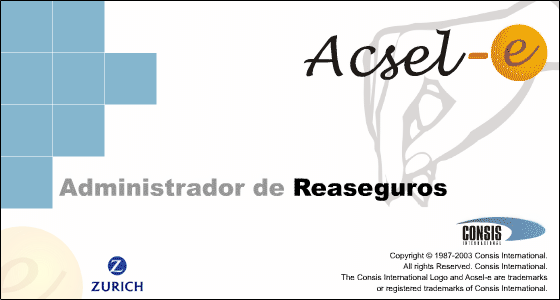 Acsel-e
Administrador de Reaseguros
CONSIS
INTERNACIONAL
Copyright © 1987-2003 Consis International.
All rights Reserved. Consis International.
The Consis International Logo and Acsel-e are trademarks
or registered trademarks of Consis International.
e
Z
ZURICH